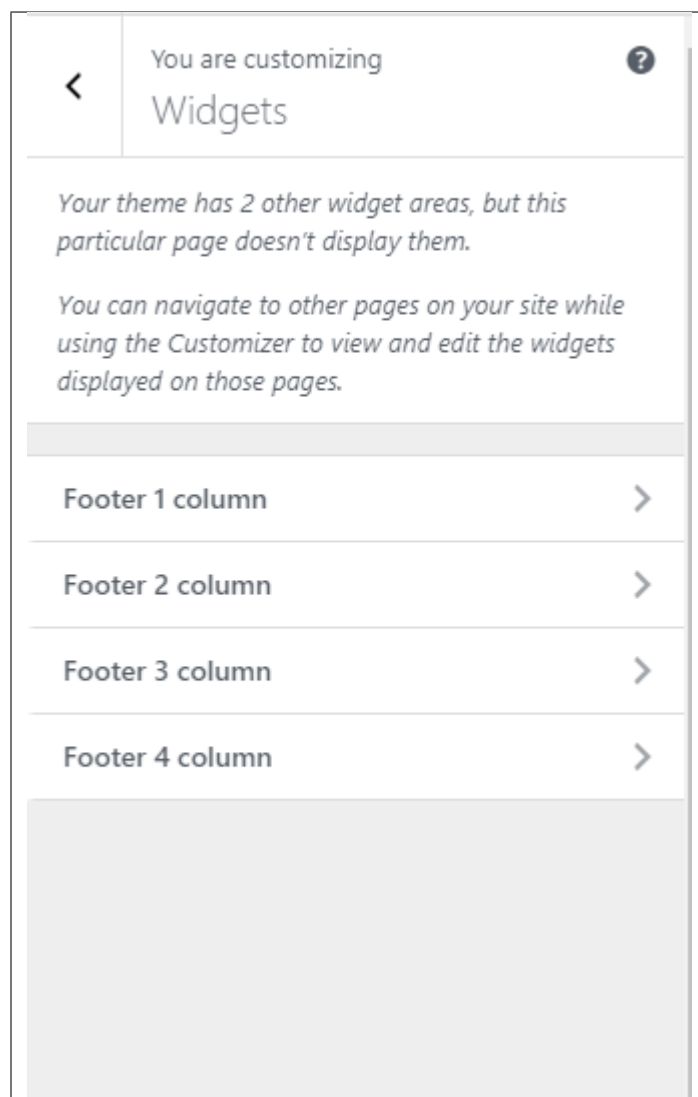 You are customizing
Widgets
Your theme has 2 other widget areas, but this
particular page doesn't display them.
You can navigate to other pages on your site while
using the Customizer to view and edit the widgets
displayed on those pages.
Footer 1 column
Footer 2 column
Footer 3 column
Footer 4 column